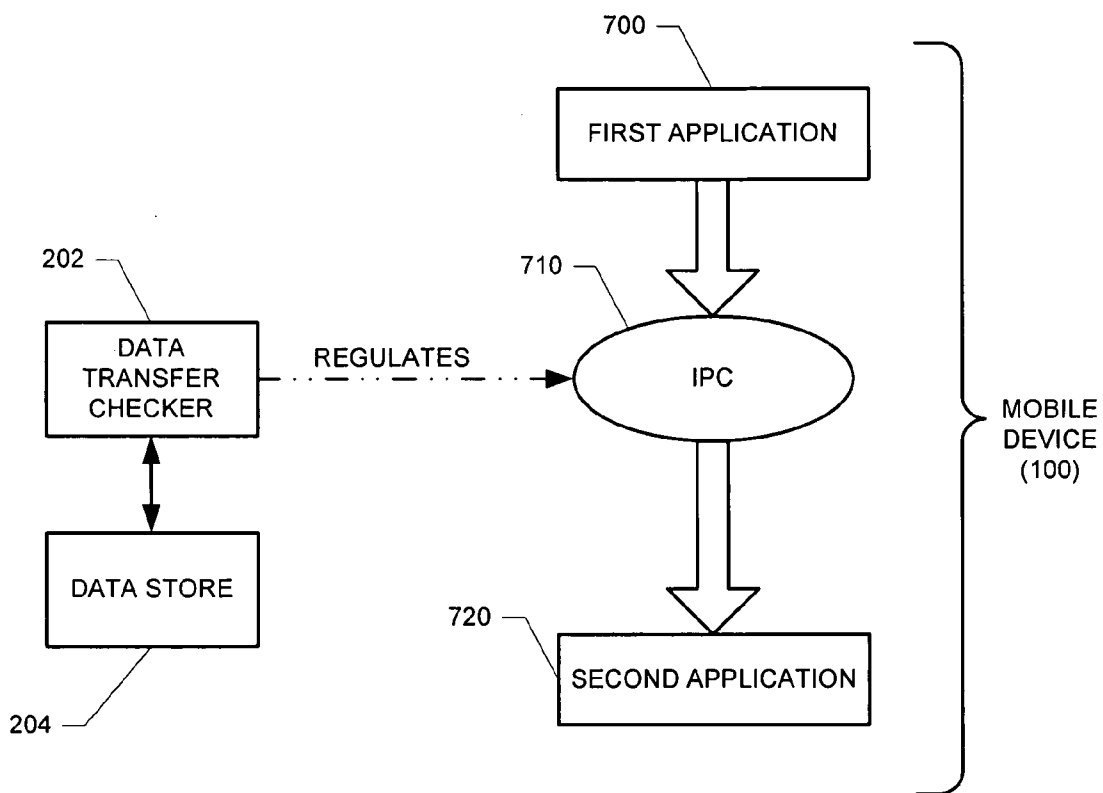 700
FIRST APPLICATION
202
710
DATA
TRANSFER
CHECKER
REGULATES
IPC
MOBILE
DEVICE
(100)
DATA STORE
720
SECOND APPLICATION
204